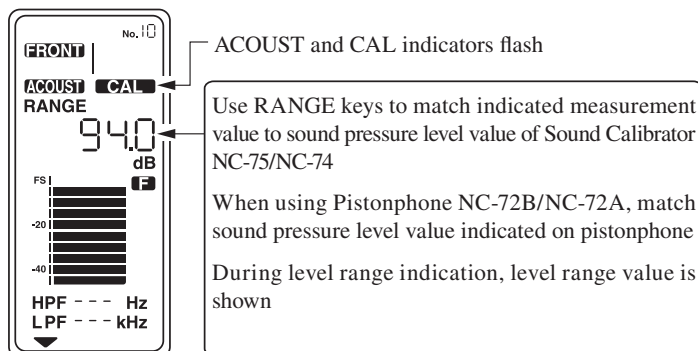 No. 10
FRONT
ACOUST CAL
RANGE
94.0
dB
FS
F
-20
-40
HPF - - - Hz
LPF - - - kHz
ACOUST and CAL indicators flash
Use RANGE keys to match indicated measurement
value to sound pressure level value of Sound Calibrator
NC-75/NC-74
When using Pistonphone NC-72B/NC-72A, match
sound pressure level value indicated on pistonphone
During level range indication, level range value is
shown